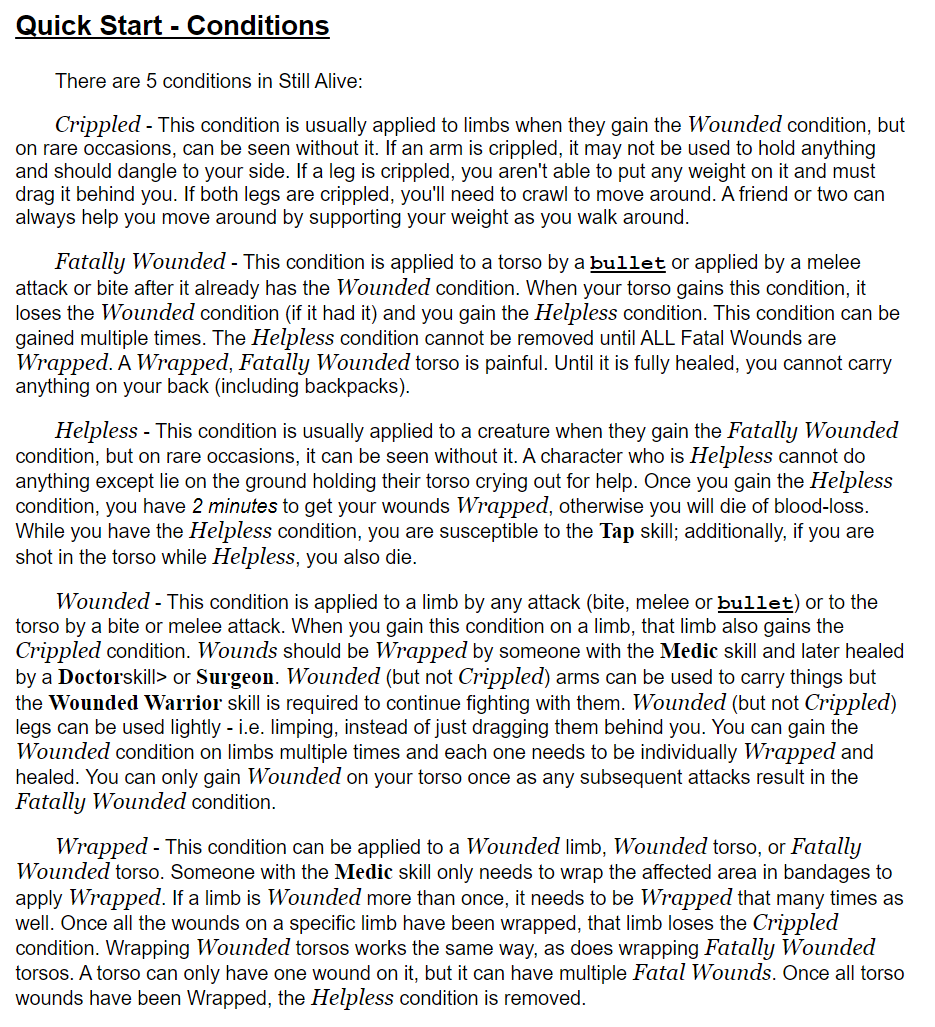 Quick Start - Conditions
There are 5 conditions in Still Alive:
Crippled - This condition is usually applied to limbs when they gain the Wounded condition, but
on rare occasions, can be seen without it. If an arm is crippled, it may not be used to hold anything
and should dangle to your side. If a leg is crippled, you aren't able to put any weight on it and must
drag it behind you. If both legs are crippled, you'll need to crawl to move around. A friend or two can
always help you move around by supporting your weight as you walk around.
Fatally Wounded - This condition is applied to a torso by a bullet or applied by a melee
attack or bite after it already has the Wounded condition. When your torso gains this condition, it
loses the Wounded condition (if it had it) and you gain the Helpless condition. This condition can be
gained multiple times. The Helpless condition cannot be removed until ALL Fatal Wounds are
Wrapped. A Wrapped, Fatally Wounded torso is painful. Until it is fully healed, you cannot carry
anything on your back (including backpacks).
Helpless - This condition is usually applied to a creature when they gain the Fatally Wounded
condition, but on rare occasions, it can be seen without it. A character who is Helpless cannot do
anything except lie on the ground holding their torso crying out for help. Once you gain the Helpless
condition, you have 2 minutes to get your wounds Wrapped, otherwise you will die of blood-loss.
While you have the Helpless condition, you are susceptible to the Tap skill; additionally, if you are
shot in the torso while Helpless, you also die.
Wounded - This condition is applied to a limb by any attack (bite, melee or bullet) or to the
torso by a bite or melee attack. When you gain this condition on a limb, that limb also gains the
Crippled condition. Wounds should be Wrapped by someone with the Medic skill and later healed
by a Doctorskill> or Surgeon. Wounded (but not Crippled) arms can be used to carry things but
the Wounded Warrior skill is required to continue fighting with them. Wounded (but not Crippled)
legs can be used lightly - i.e. limping, instead of just dragging them behind you. You can gain the
Wounded condition on limbs multiple times and each one needs to be individually Wrapped and
healed. You can only gain Wounded on your torso once as any subsequent attacks result in the
Fatally Wounded condition.
Wrapped - This condition can be applied to a Wounded limb, Wounded torso, or Fatally
Wounded torso. Someone with the Medic skill only needs to wrap the affected area in bandages to
apply Wrapped. If a limb is Wounded more than once, it needs to be Wrapped that many times as
well. Once all the wounds on a specific limb have been wrapped, that limb loses the Crippled
condition. Wrapping Wounded torsos works the same way, as does wrapping Fatally Wounded
torsos. A torso can only have one wound on it, but it can have multiple Fatal Wounds. Once all torso
wounds have been Wrapped, the Helpless condition is removed.